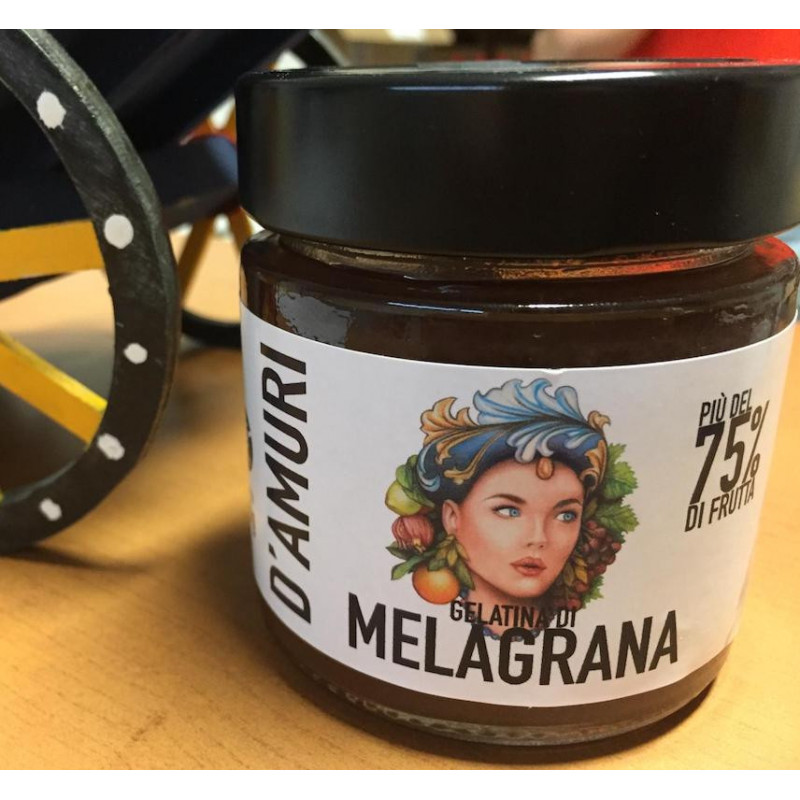 D'AMURI
PIÙ DEL
75%
DI FRUTTA
GELATINA DI
MELAGRANA